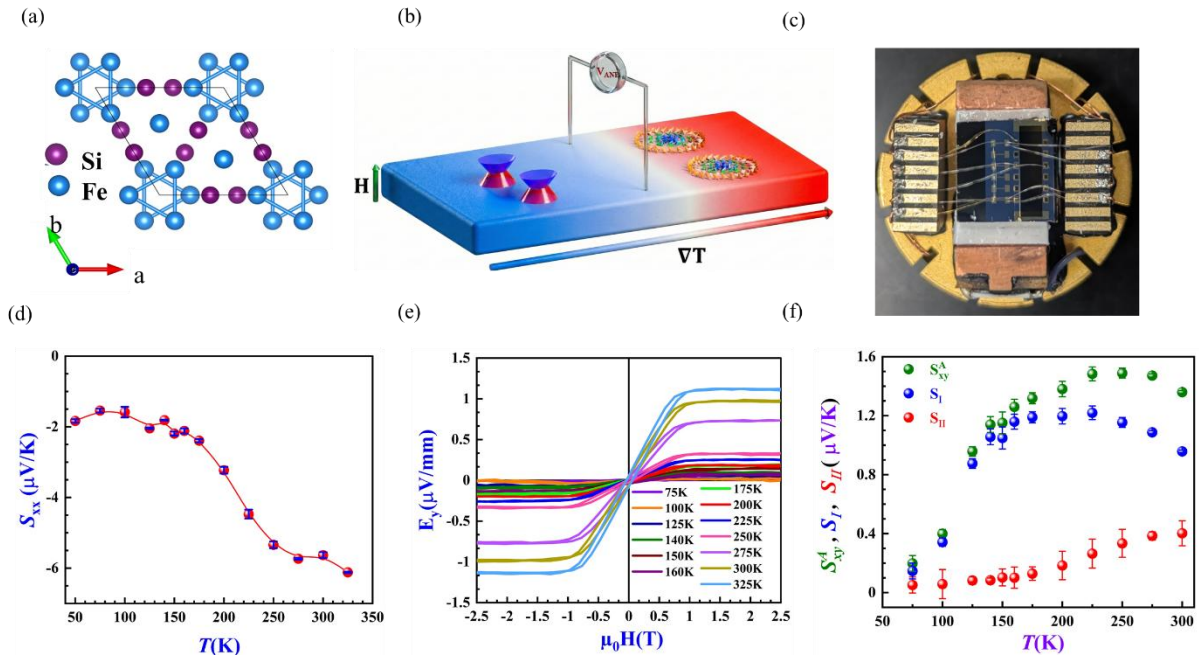 (a)
(b)
(c)
Si
Fe
b
a
H
∇T
(d)
(e)
(f)
S_xx (μV/K)
0
-2
-4
-6
50 100 150 200 250 300 350
T(K)
E_y(μV/mm)
1.5
1
0.5
0
-0.5
-1
-1.5
75K
100K
125K
140K
150K
160K
175K
200K
225K
250K
275K
300K
325K
-2.5 -2 -1.5 -1 -0.5 0 0.5 1 1.5 2 2.5
μ₀H(T)
S^A_xy, S_I, S_II (μV/K)
1.6
1.2
0.8
0.4
0
S^A_xy
S_I
S_II
50 100 150 200 250 300
T(K)